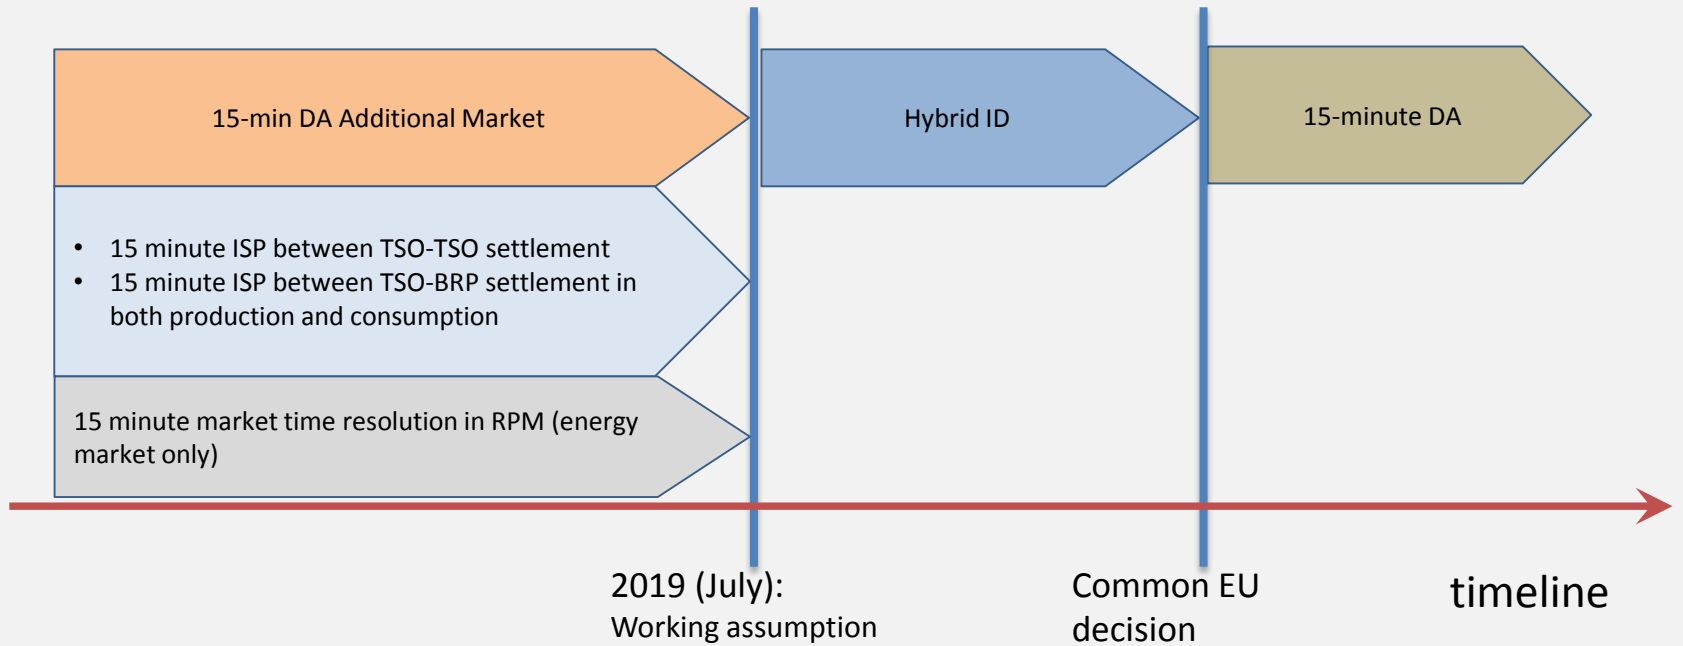 15-min DA Additional Market
Hybrid ID
15-minute DA
• 15 minute ISP between TSO-TSO settlement
• 15 minute ISP between TSO-BRP settlement in
both production and consumption
15 minute market time resolution in RPM (energy
market only)
2019 (July):
Working assumption
Common EU
decision
timeline